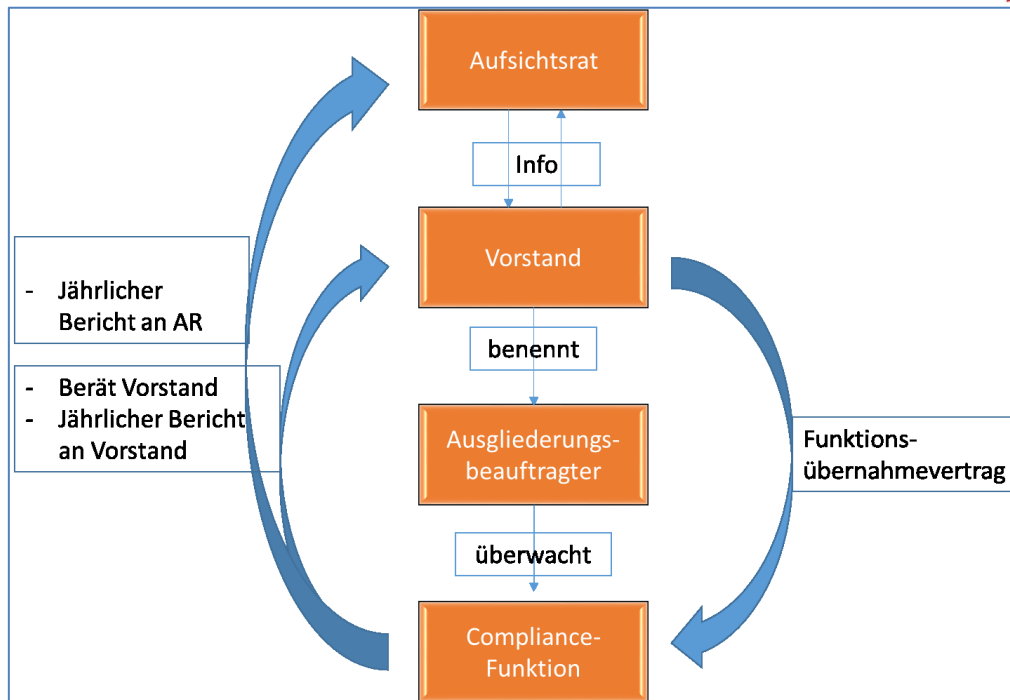 Aufsichtsrat
Info
Vorstand
- Jährlicher
Bericht an AR
benennt
- Berät Vorstand
- Jährlicher Bericht
an Vorstand
Ausgliederungs-
beauftragter
Funktions-
übernahmevertrag
überwacht
Compliance-
Funktion